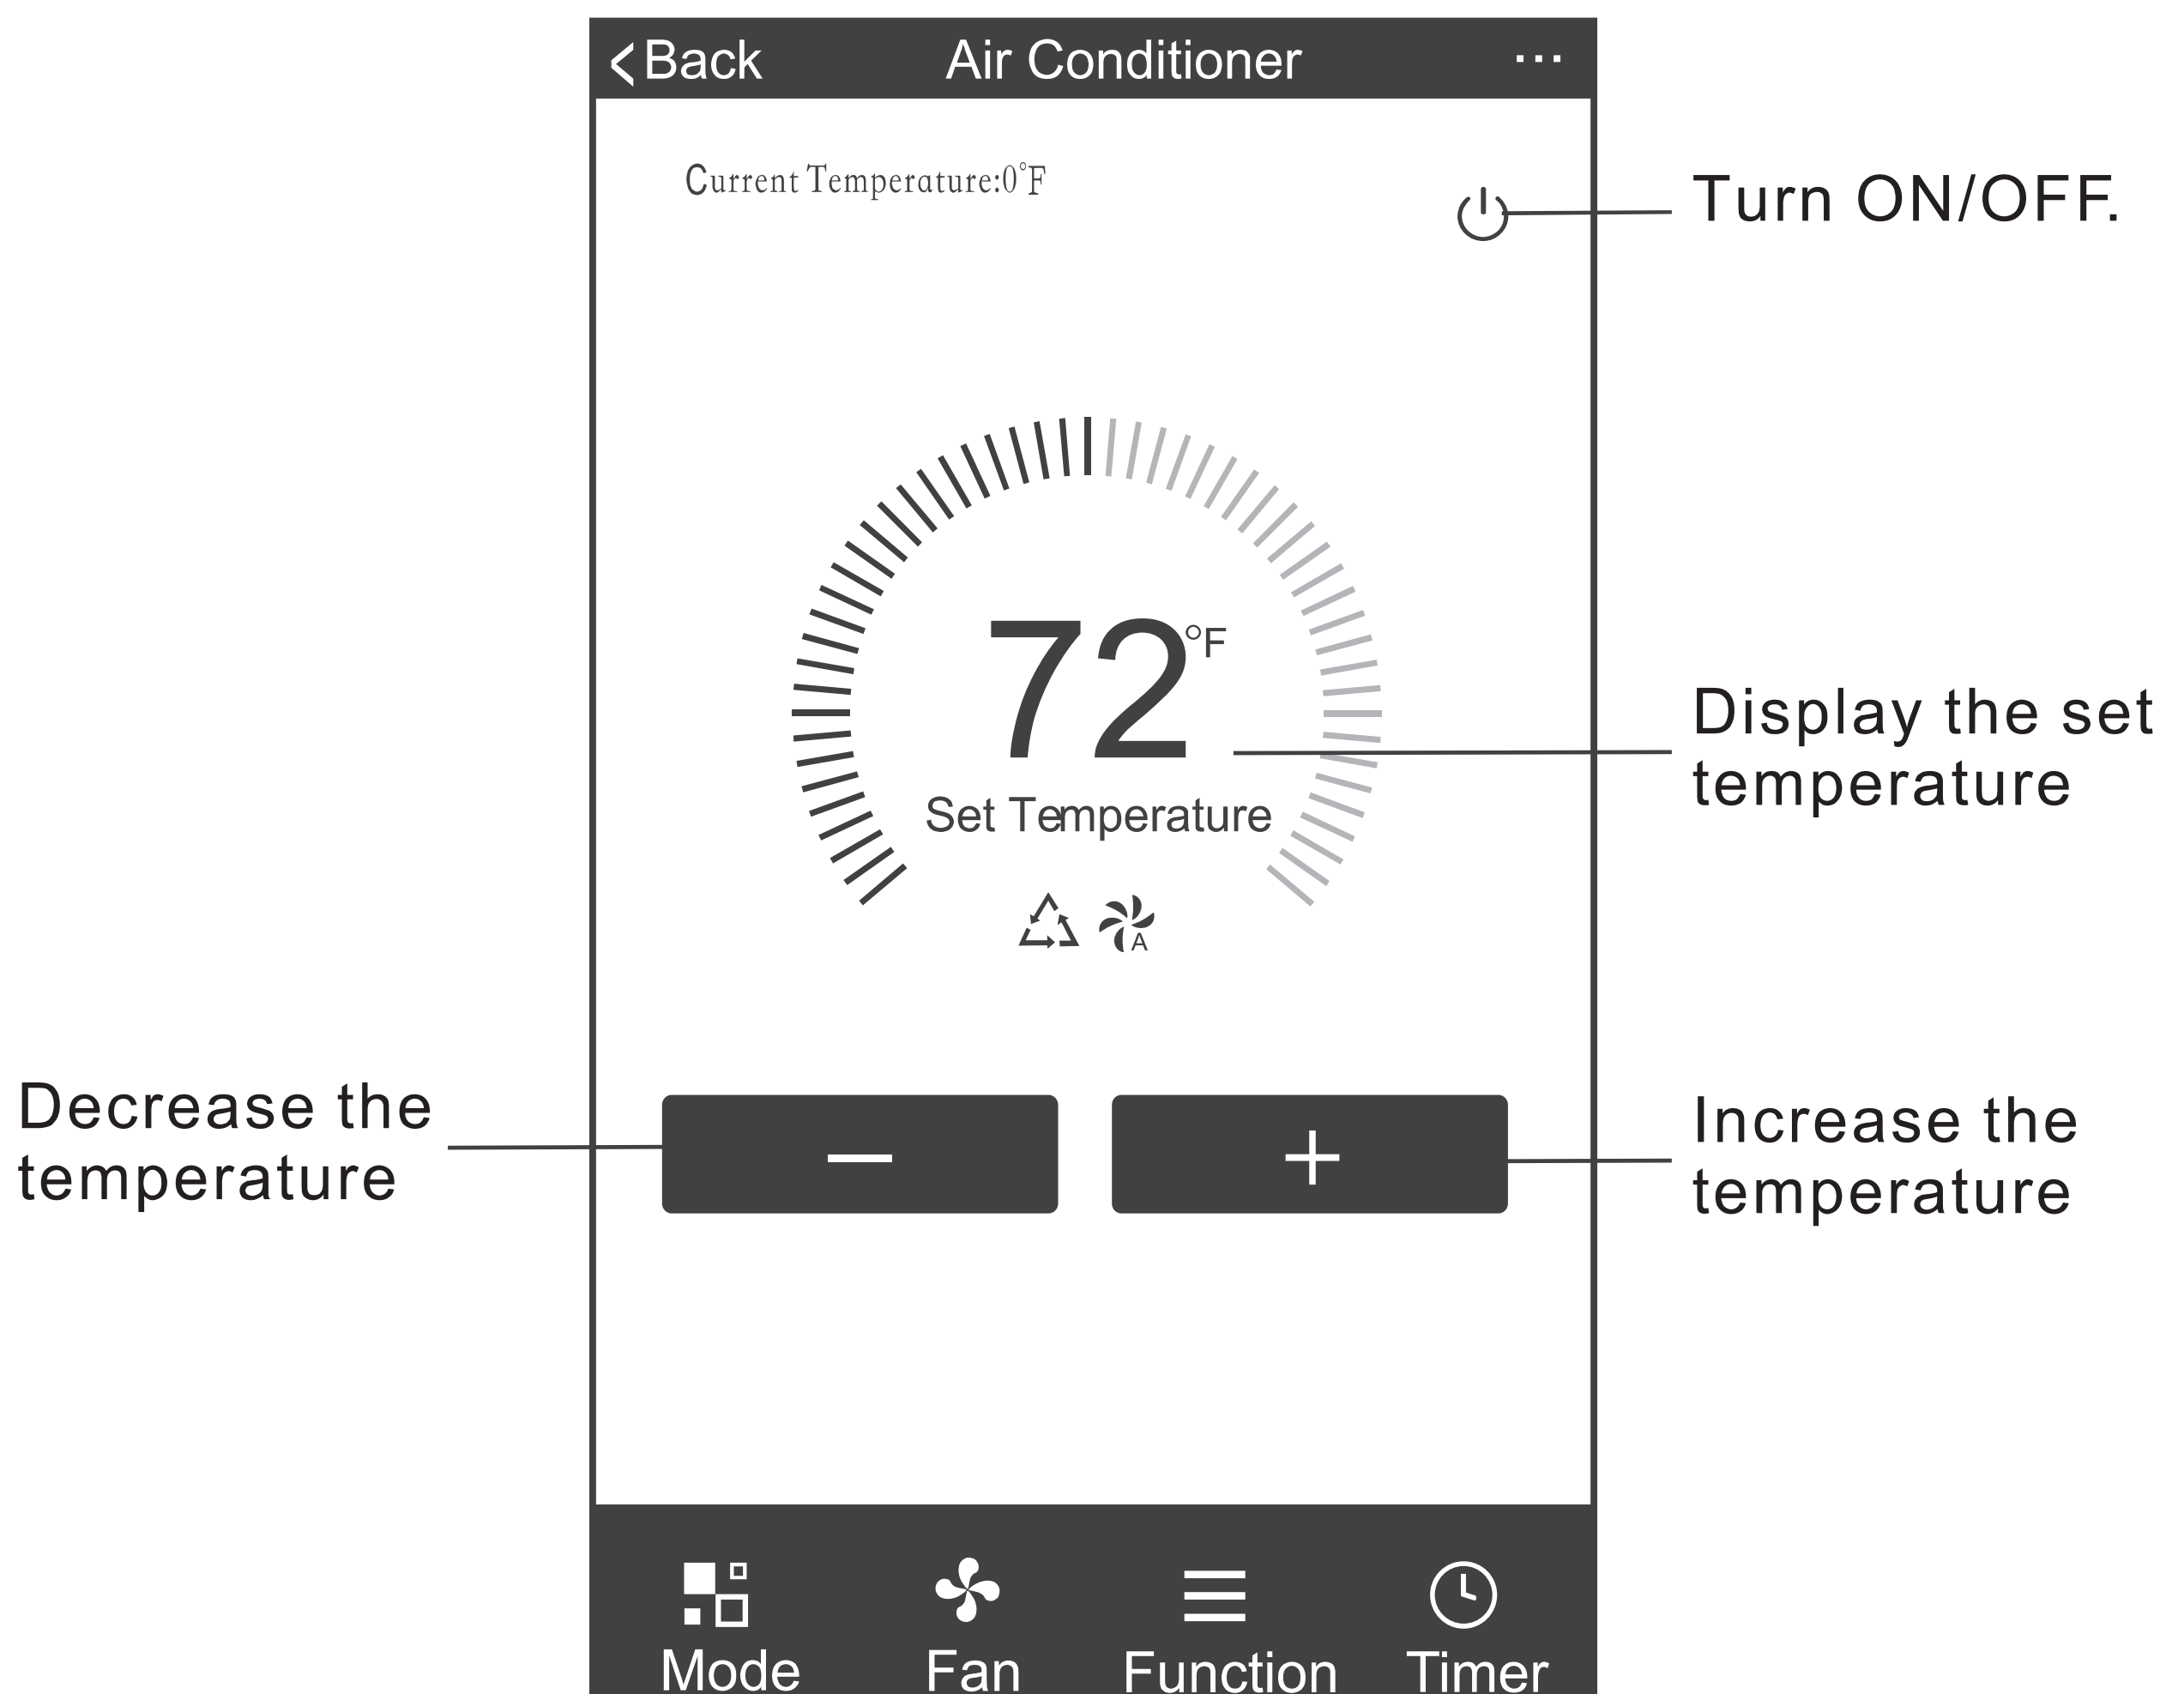 Back
Air Conditioner
...
Current Temperature:0°F
Turn ON/OFF.
72°F
Display the set
temperature
Set Temperature
A
Decrease the
temperature
−
+
Increase the
temperature
Mode
Fan
Function
Timer